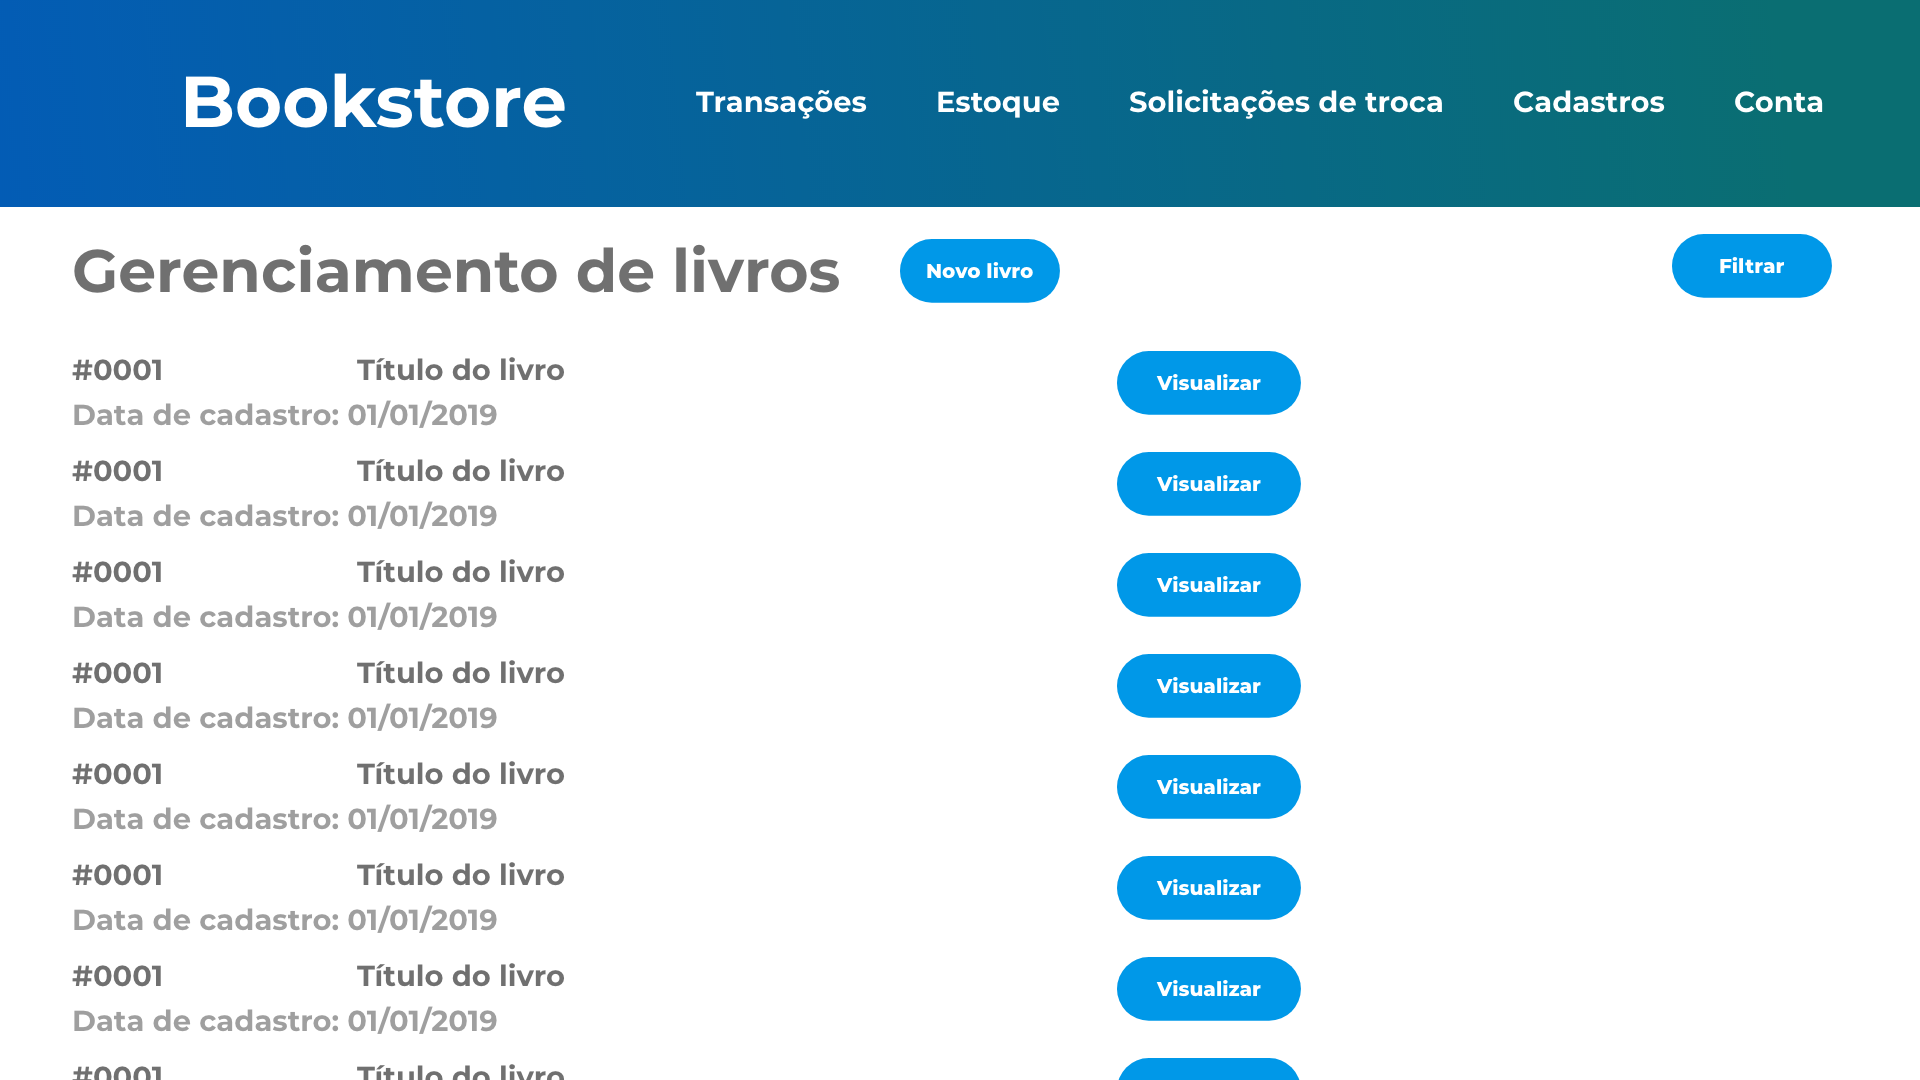 Bookstore Transações Estoque Solicitações de troca Cadastros Conta
Gerenciamento de livros Novo livro Filtrar
#0001 Título do livro Visualizar
Data de cadastro: 01/01/2019
#0001 Título do livro Visualizar
Data de cadastro: 01/01/2019
#0001 Título do livro Visualizar
Data de cadastro: 01/01/2019
#0001 Título do livro Visualizar
Data de cadastro: 01/01/2019
#0001 Título do livro Visualizar
Data de cadastro: 01/01/2019
#0001 Título do livro Visualizar
Data de cadastro: 01/01/2019
#0001 Título do livro Visualizar
Data de cadastro: 01/01/2019
#0001 Título do livro